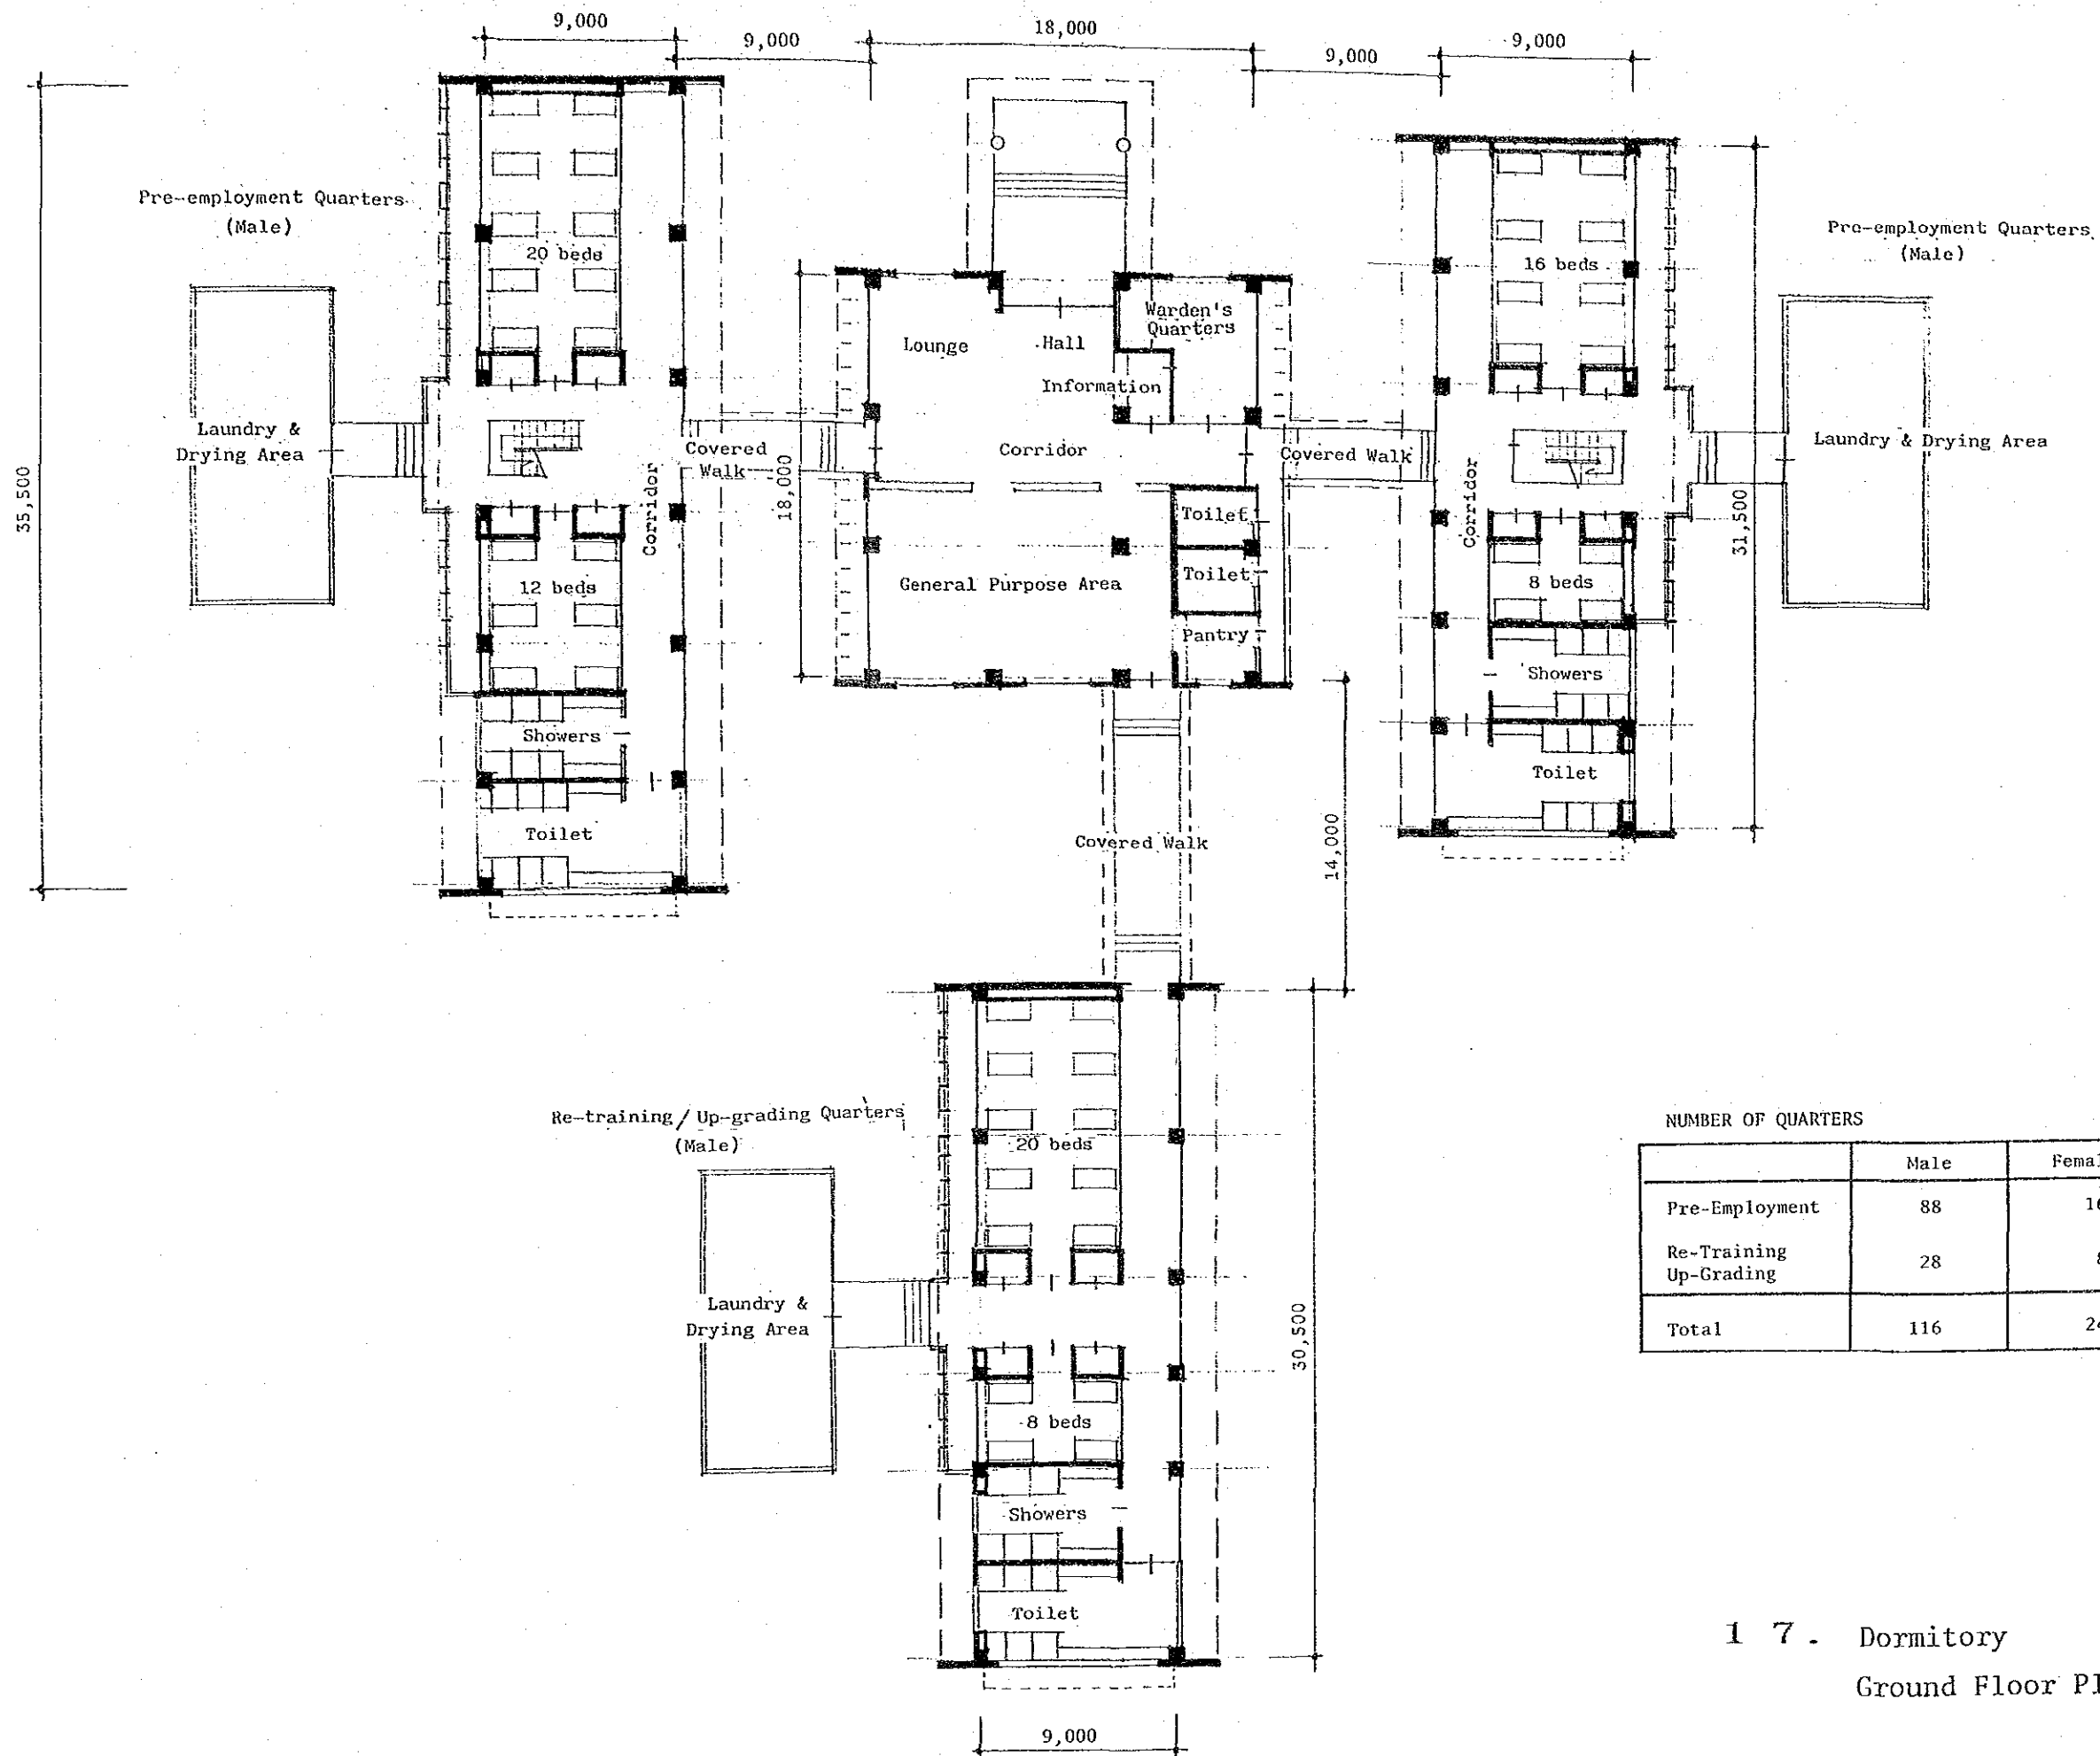 9,000
9,000
18,000
9,000
9,000
35,500
Pre-employment Quarters
(Male)
20 beds
Laundry &
Drying Area
Corridor
12 beds
Showers
Toilet
Covered
Walk
18,000
Lounge
Hall
Warden's
Quarters
Information
Corridor
General Purpose Area
Toilet
Toilet
Pantry
Covered Walk
Covered Walk
14,000
Pre-employment Quarters
(Male)
16 beds
Laundry & Drying Area
Corridor
8 beds
Showers
Toilet
31,500
Re-training / Up-grading Quarters
(Male)
20 beds
Laundry &
Drying Area
8 beds
Showers
Toilet
30,500
9,000
NUMBER OF QUARTERS
Male
Pre-Employment 88
Re-Training
Up-Grading 28
Total 116
17. Dormitory
Ground Floor